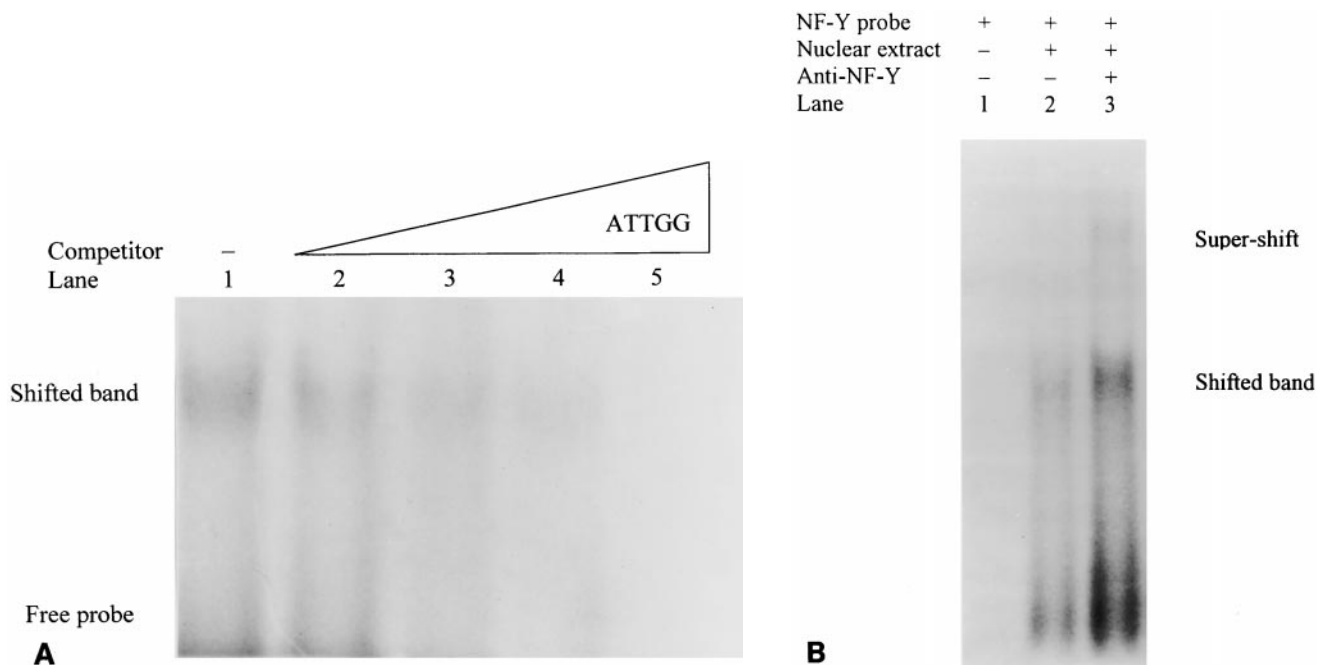 ATTGG
Competitor –
Lane 1 2 3 4 5
Shifted band
Free probe
A
NF-Y probe + + +
Nuclear extract – + +
Anti-NF-Y – – +
Lane 1 2 3
Super-shift
Shifted band
B